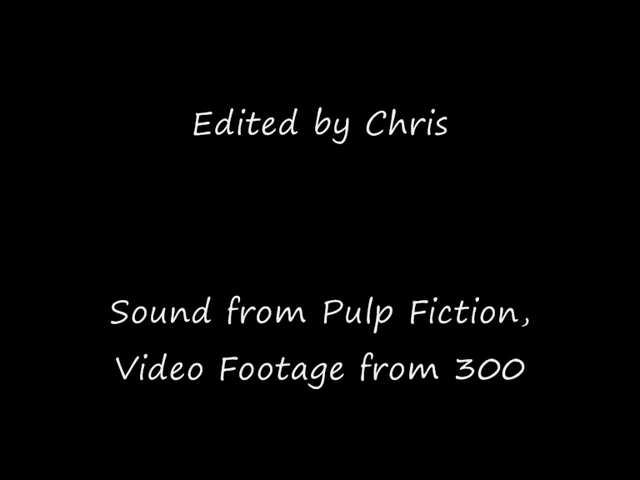 Edited by Chris
Sound from Pulp Fiction,
Video Footage from 300